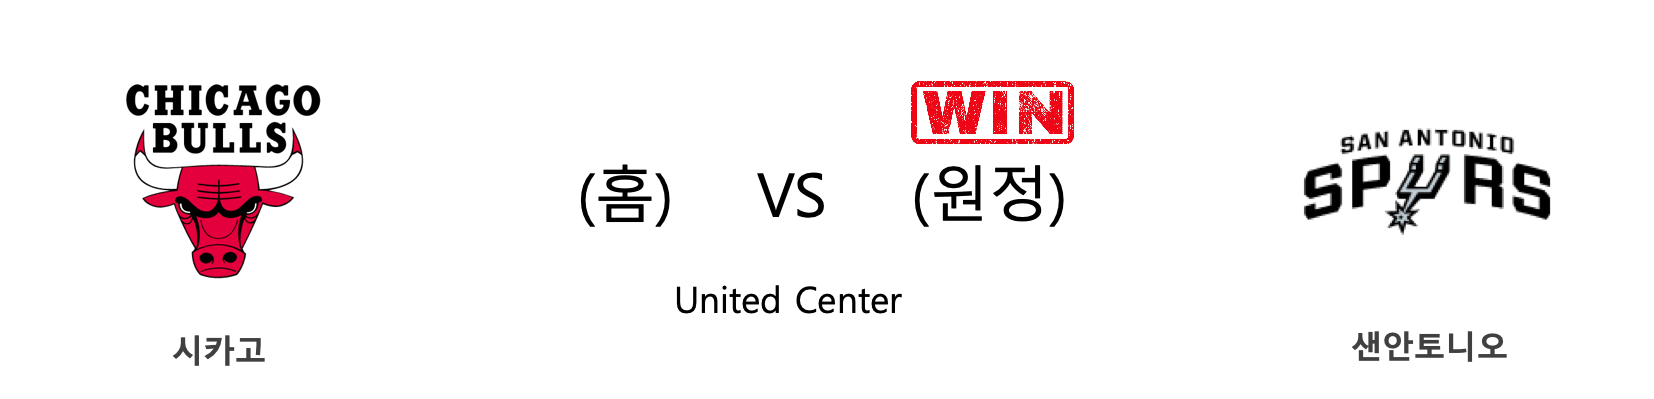 CHICAGO
BULLS
시카고
WIN
(홈) VS (원정)
United Center
SAN ANTONIO
SPURS
샌안토니오